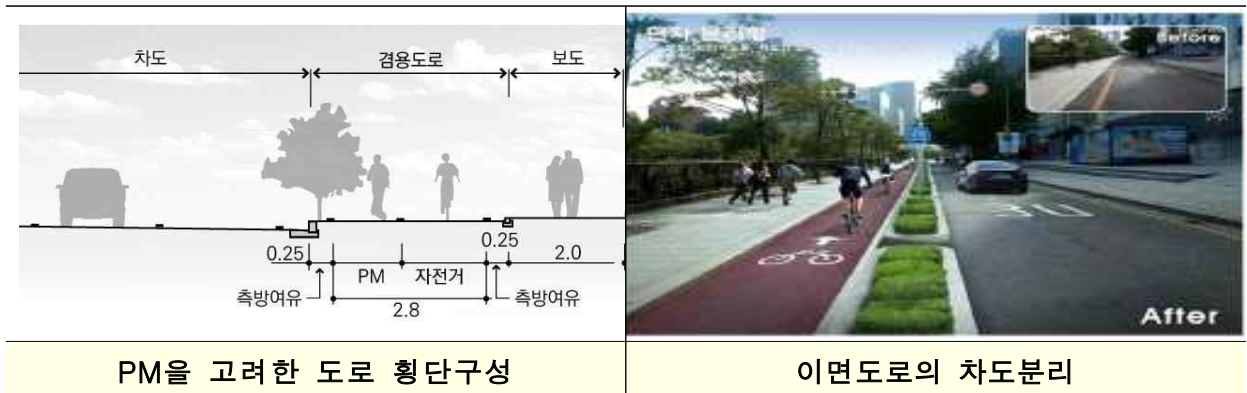 차도
겸용도로
보도
0.25
0.25
2.0
PM
자전거
측방여유
측방여유
2.8
Before
30
After
PM을 고려한 도로 횡단구성
이면도로의 차도분리